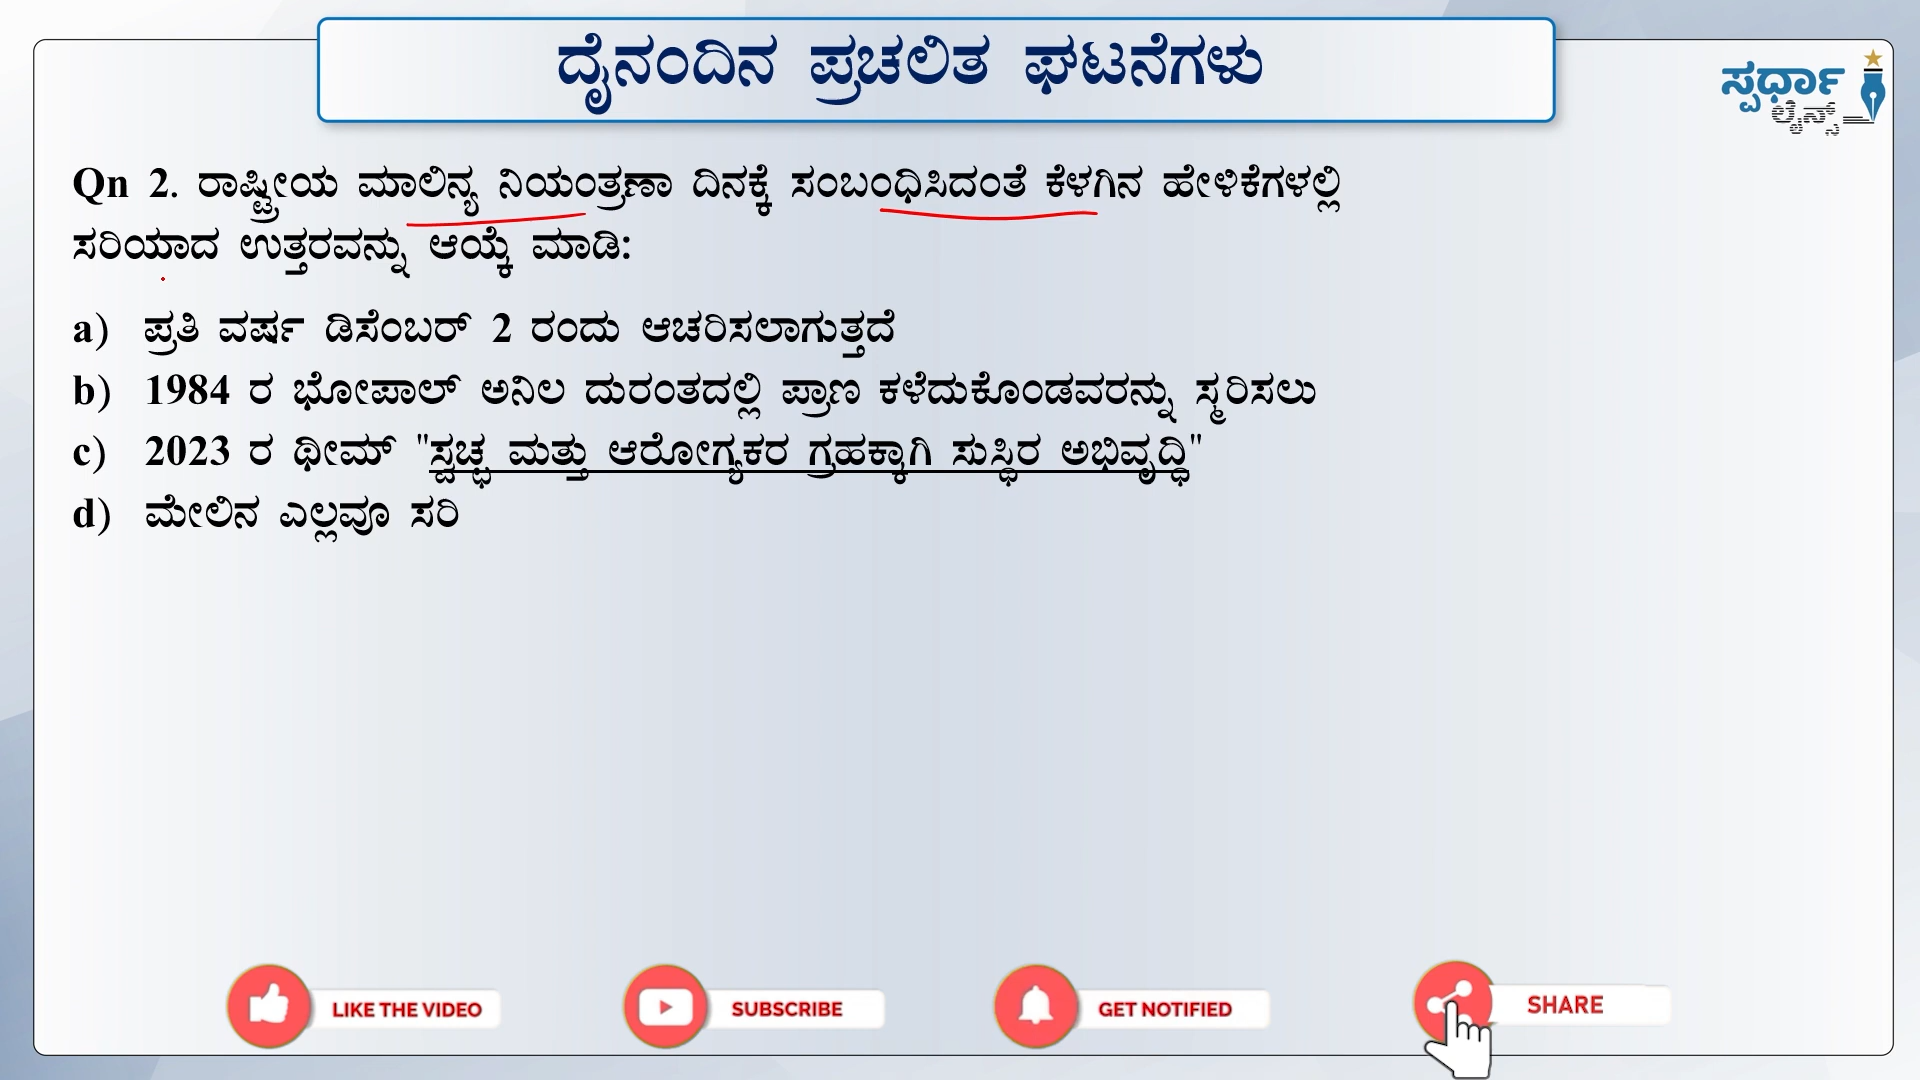 ದೈನಂದಿನ ಪ್ರಚಲಿತ ಘಟನೆಗಳು
ಸ್ಪರ್ಧಾ
ಲೈನ್ಸ್
Qn 2. ರಾಷ್ಟ್ರೀಯ ಮಾಲಿನ್ಯ ನಿಯಂತ್ರಣಾ ದಿನಕ್ಕೆ ಸಂಬಂಧಿಸಿದಂತೆ ಕೆಳಗಿನ ಹೇಳಿಕೆಗಳಲ್ಲಿ
ಸರಿಯಾದ ಉತ್ತರವನ್ನು ಆಯ್ಕೆ ಮಾಡಿ:
a) ಪ್ರತಿ ವರ್ಷ ಡಿಸೆಂಬರ್ 2 ರಂದು ಆಚರಿಸಲಾಗುತ್ತದೆ
b) 1984 ರ ಭೋಪಾಲ್ ಅನಿಲ ದುರಂತದಲ್ಲಿ ಪ್ರಾಣ ಕಳೆದುಕೊಂಡವರನ್ನು ಸ್ಮರಿಸಲು
c) 2023 ರ ಥೀಮ್ "ಸ್ವಚ್ಛ ಮತ್ತು ಆರೋಗ್ಯಕರ ಗ್ರಹಕ್ಕಾಗಿ ಸುಸ್ಥಿರ ಅಭಿವೃದ್ಧಿ"
d) ಮೇಲಿನ ಎಲ್ಲವೂ ಸರಿ
LIKE THE VIDEO
SUBSCRIBE
GET NOTIFIED
SHARE